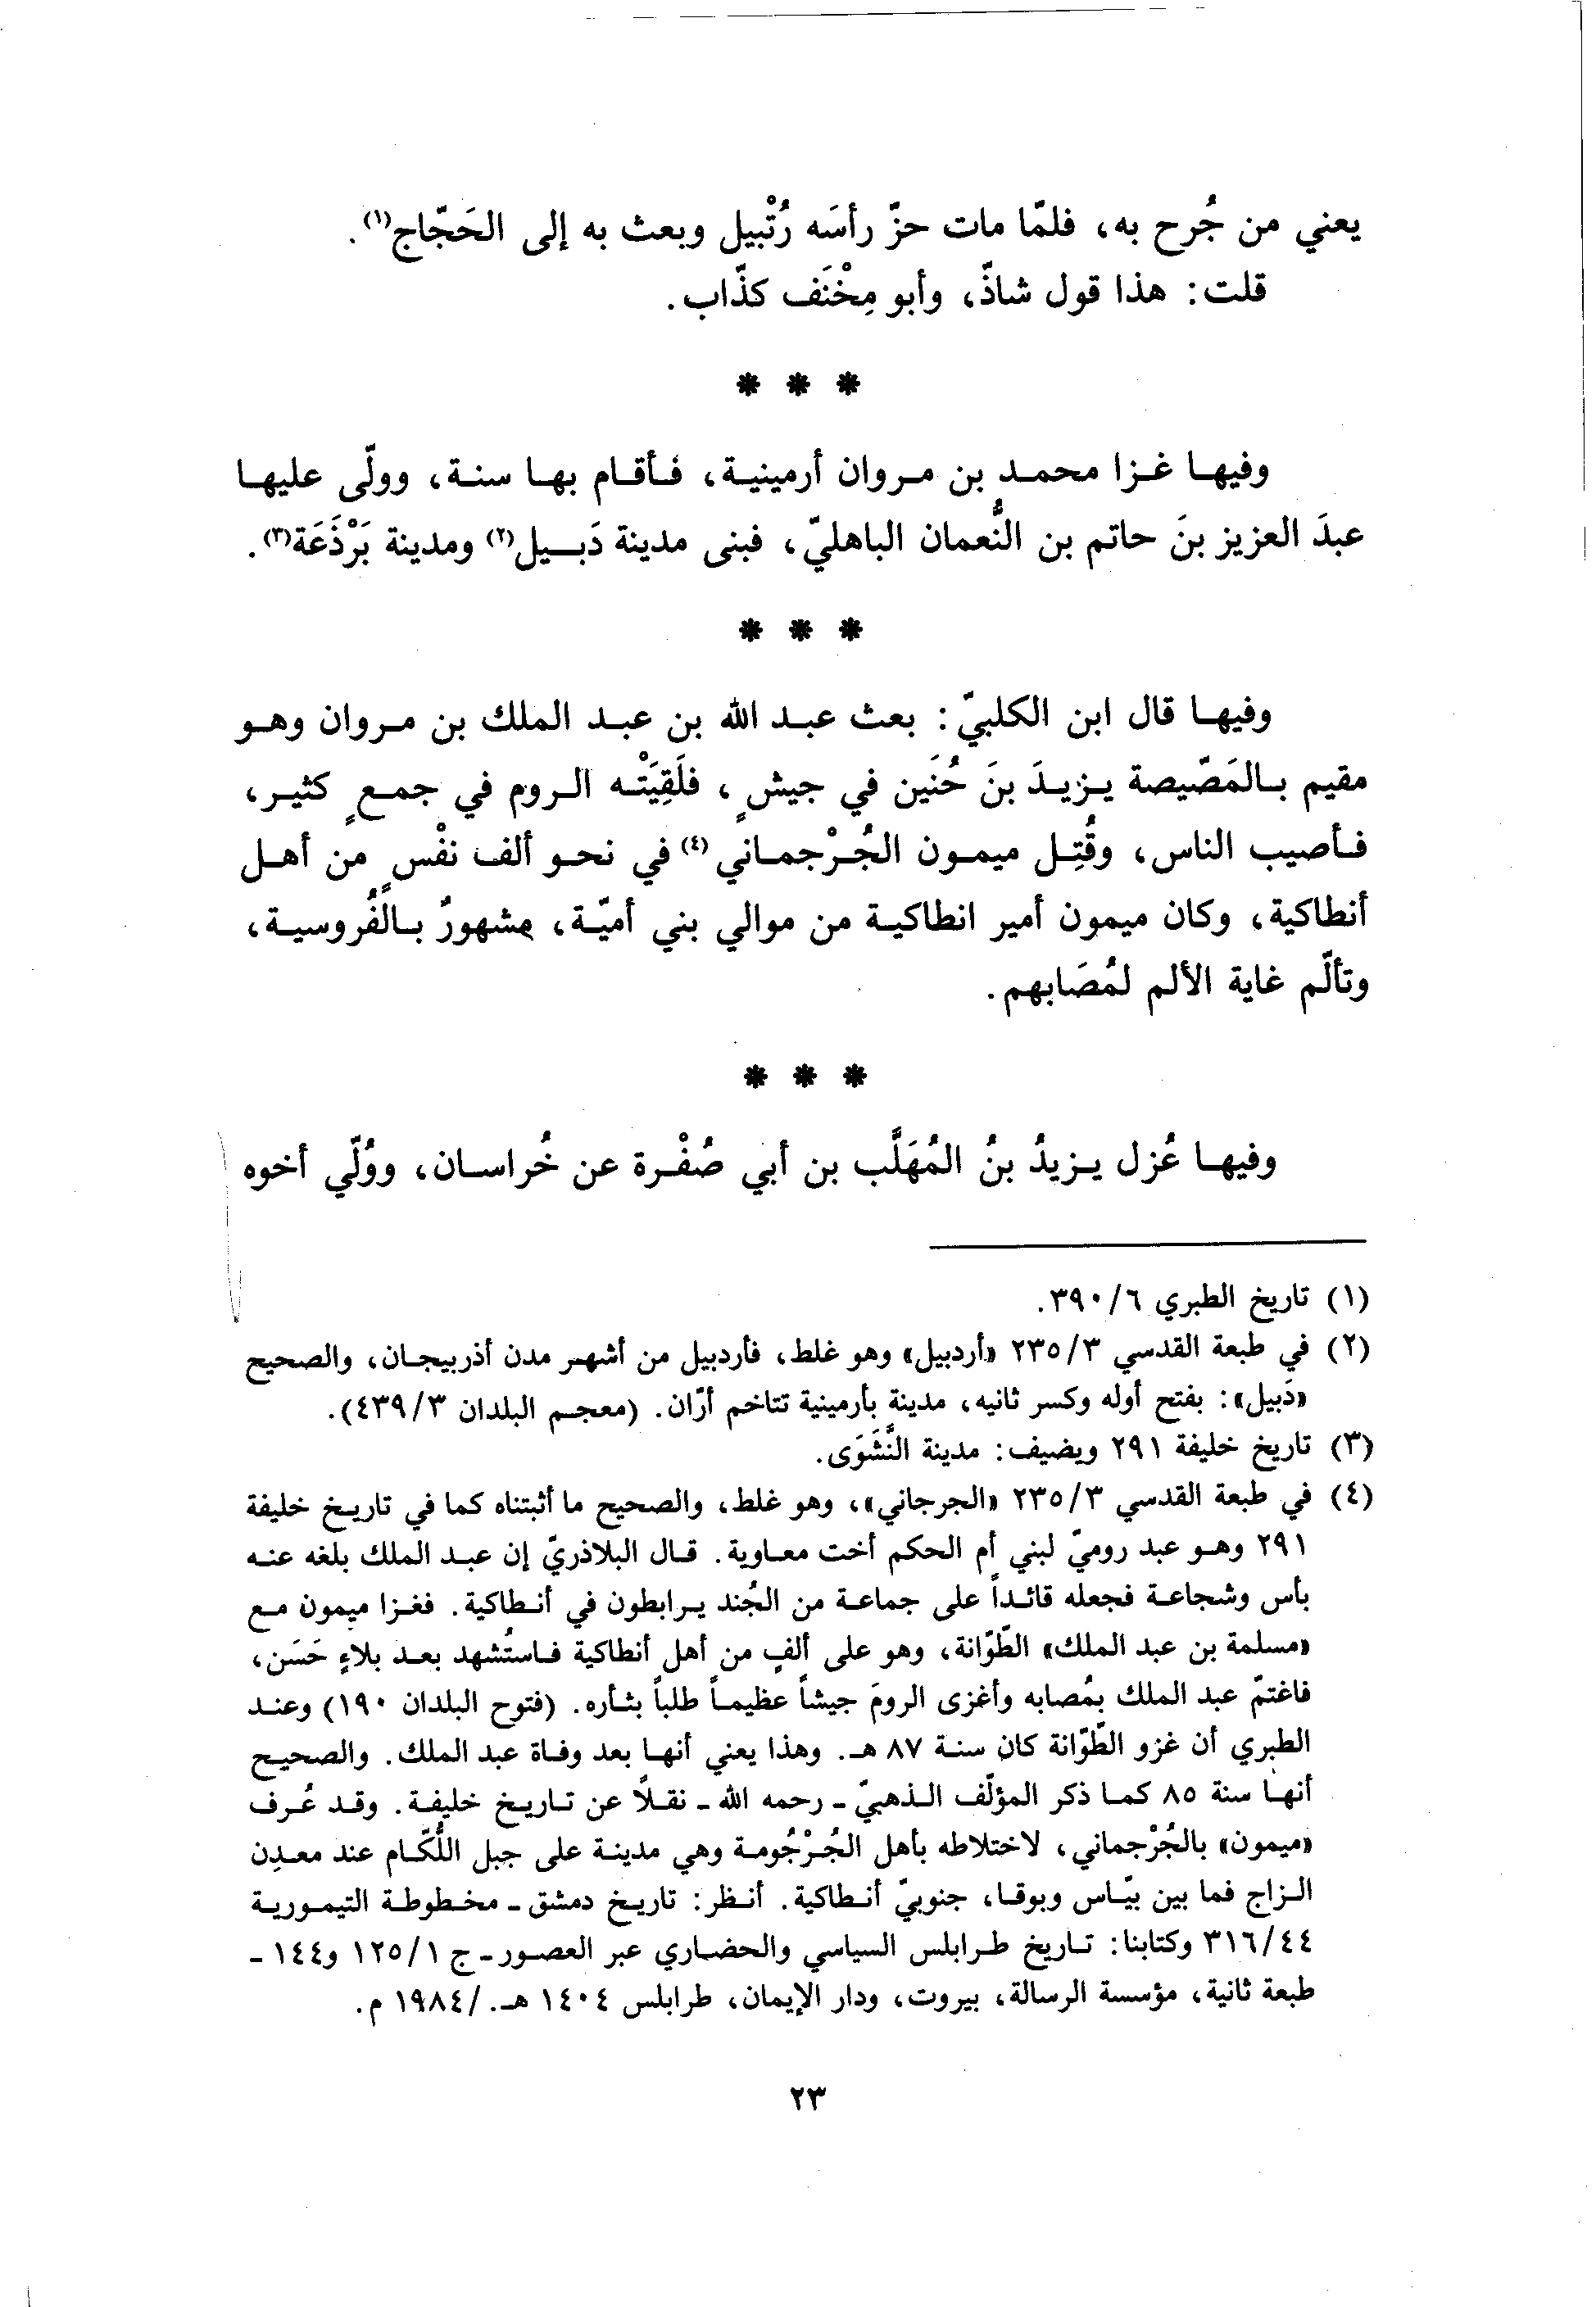 يعني من جُرح به، فلمّا مات حزّ رأسَه رُتْبيل وبعث به إلى الحَجّاج(١).
قلت: هذا قول شاذّ، وأبو مِخْنَف كذّاب.
* * *
وفيها غزا محمد بن مروان أرمينية، فأقام بها سنة، وولّى عليها
عبدَ العزيز بنَ حاتم بن النُّعمان الباهليّ، فبنى مدينة دَبيل(٢) ومدينة بَرْذَعَة(٣).
* * *
وفيها قال ابن الكلبيّ: بعث عبد الله بن عبد الملك بن مروان وهو
مقيم بالمَصّيصة يزيدَ بنَ حُنَين في جيشٍ، فلَقِيَتْه الروم في جمعٍ كثير،
فأصيب الناس، وقُتِل ميمون الجُرْجماني(٤) في نحو ألف نفْسٍ من أهل
أنطاكية، وكان ميمون أمير انطاكية من موالي بني أميّة، مشهورٌ بالفُروسية،
وتألّم غاية الألم لمُصَابهم.
* * *
وفيها عُزل يزيدُ بنُ المُهَلَّب بن أبي صُفْرة عن خُراسان، ووُلّي أخوه
(١) تاريخ الطبري ٦/٣٩٠.
(٢) في طبعة القدسي ٣/٢٣٥ «أردبيل» وهو غلط، فأردبيل من أشهر مدن أذربيجان، والصحيح
«دَبيل»: بفتح أوله وكسر ثانيه، مدينة بأرمينية تتاخم أرّان. (معجم البلدان ٣/٤٣٩).
(٣) تاريخ خليفة ٢٩١ ويضيف: مدينة النَّشَوَى.
(٤) في طبعة القدسي ٣/٢٣٥ «الجرجاني»، وهو غلط، والصحيح ما أثبتناه كما في تاريخ خليفة
٢٩١ وهو عبد روميّ لبني أم الحكم أخت معاوية. قال البلاذريّ إن عبد الملك بلغه عنه
بأس وشجاعة فجعله قائداً على جماعة من الجُند يرابطون في أنطاكية. فغزا ميمون مع
«مسلمة بن عبد الملك» الطّوّانة، وهو على ألفٍ من أهل أنطاكية فاستُشهد بعد بلاءٍ حَسَن،
فاغتمّ عبد الملك بمُصابه وأغزى الرومَ جيشاً عظيماً طلباً بثأره. (فتوح البلدان ١٩٠) وعند
الطبري أن غزو الطّوّانة كان سنة ٨٧ هـ. وهذا يعني أنها بعد وفاة عبد الملك. والصحيح
أنها سنة ٨٥ كما ذكر المؤلّف الذهبيّ - رحمه الله - نقلاً عن تاريخ خليفة. وقد عُرف
«ميمون» بالجُرْجماني، لاختلاطه بأهل الجُرْجُومة وهي مدينة على جبل اللُّكّام عند معدِن
الزاج فما بين بيّاس وبوقا، جنوبيّ أنطاكية. أنظر: تاريخ دمشق - مخطوطة التيمورية
٤٤/٣١٦ وكتابنا: تاريخ طرابلس السياسي والحضاري عبر العصور - ج ١/١٢٥ و١٤٤ -
طبعة ثانية، مؤسسة الرسالة، بيروت، ودار الإيمان، طرابلس ١٤٠٤ هـ./١٩٨٤ م.
٢٣